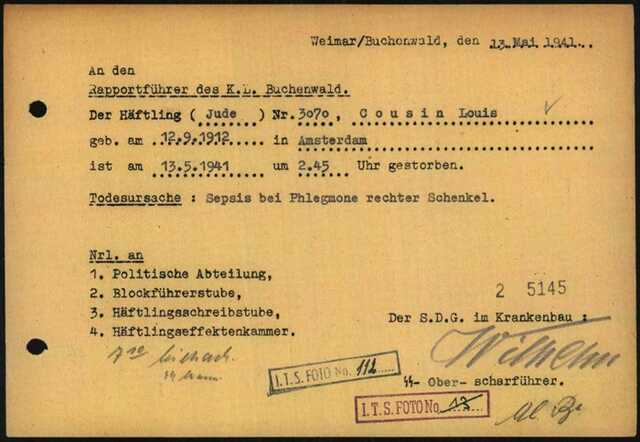 Weimar/Buchenwald, den 13 Mai 1941.
An den
Rapportführer des K.L. Buchenwald.
Der Häftling ( Jude ) Nr. 3070, Cousin Louis
geb. am 12.9.1912 in Amsterdam
ist am 13.5.1941 um 2.45 Uhr gestorben.
Todesursache : Sepsis bei Phlegmone rechter Schenkel.
Nrl. an
1. Politische Abteilung,
2. Blockführerstube,
3. Häftlingsschreibstube,
4. Häftlingseffektenkammer.
2 5145
Der S.D.G. im Krankenbau :
Wilhelm
SS- Ober- scharführer.
I.T.S. FOTO No. 112
I.T.S. FOTO No. 13